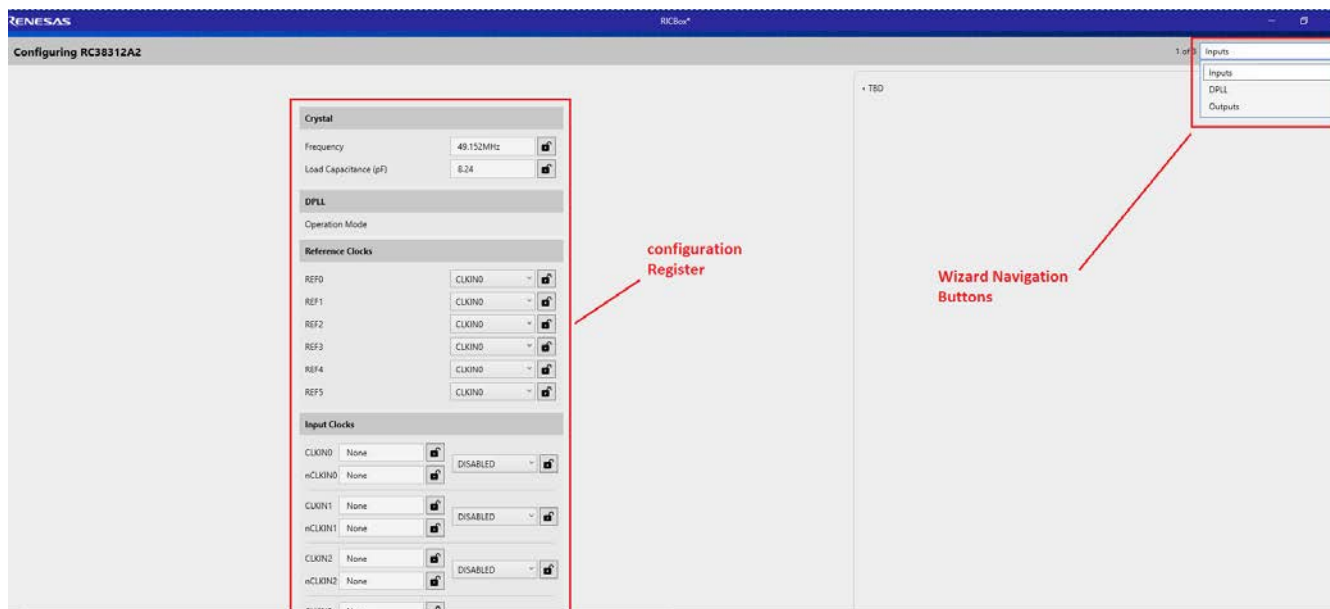 RENESAS
RICBox*
Configuring RC38312A2
1 of 3
Inputs
Inputs
DPLL
Outputs
• TBD
Crystal
Frequency 49.152MHz
Load Capacitance (pF) 8.24
DPLL
Operation Mode
Reference Clocks
REF0 CLKIN0
REF1 CLKIN0
REF2 CLKIN0
REF3 CLKIN0
REF4 CLKIN0
REF5 CLKIN0
configuration
Register
Wizard Navigation
Buttons
Input Clocks
CLKIN0 None
DISABLED
nCLKIN0 None
CLKIN1 None
DISABLED
nCLKIN1 None
CLKIN2 None
DISABLED
nCLKIN2 None